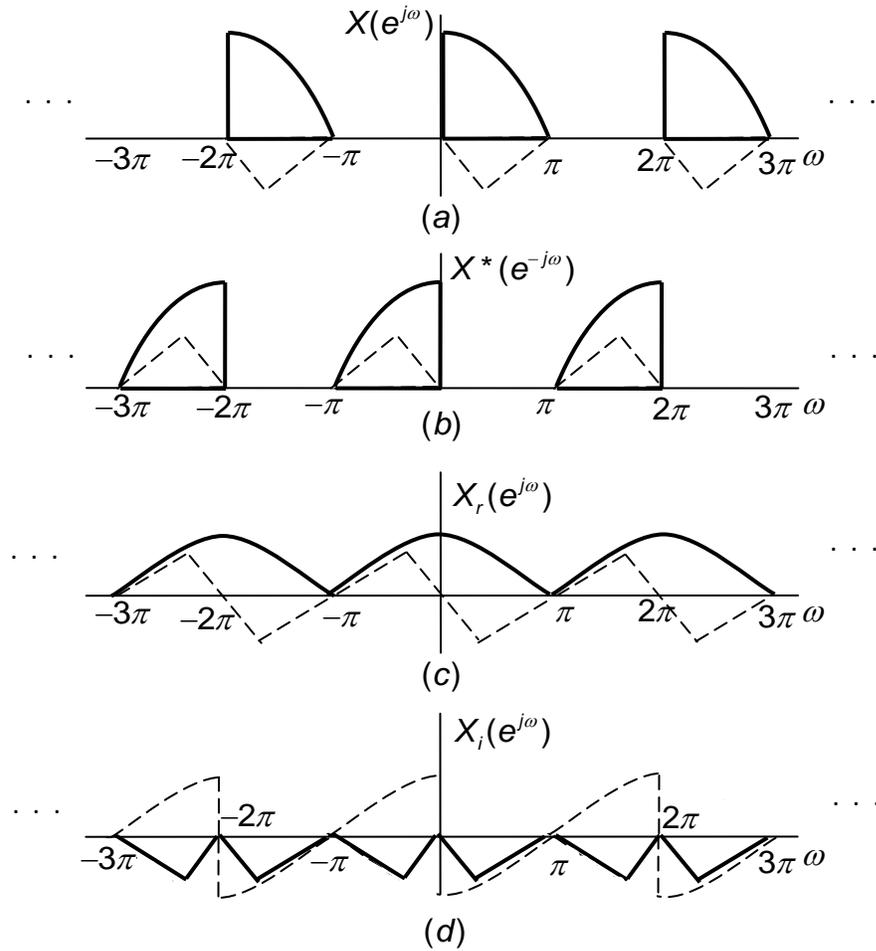 X(e^{jω})
. . . . . .
−3π −2π −π π 2π 3π ω
(a)
X*(e^{−jω})
. . . . . .
−3π −2π −π π 2π 3π ω
(b)
X_r(e^{jω})
. . . . . .
−3π −2π −π π 2π 3π ω
(c)
X_i(e^{jω})
. . . . . .
−2π 2π
−3π −π π 3π ω
(d)